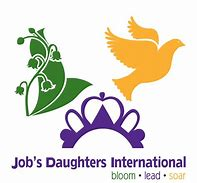 Job's Daughters International
bloom • lead • soar